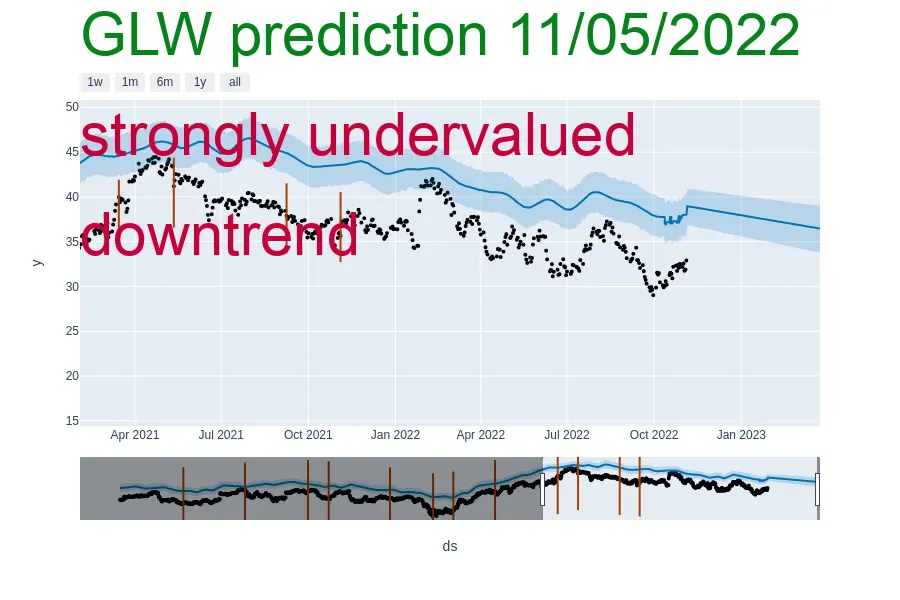 GLW prediction 11/05/2022
1w 1m 6m 1y all
50
strongly undervalued
45
40
downtrend
35
y
30
25
20
15
Apr 2021 Jul 2021 Oct 2021 Jan 2022 Apr 2022 Jul 2022 Oct 2022 Jan 2023
ds